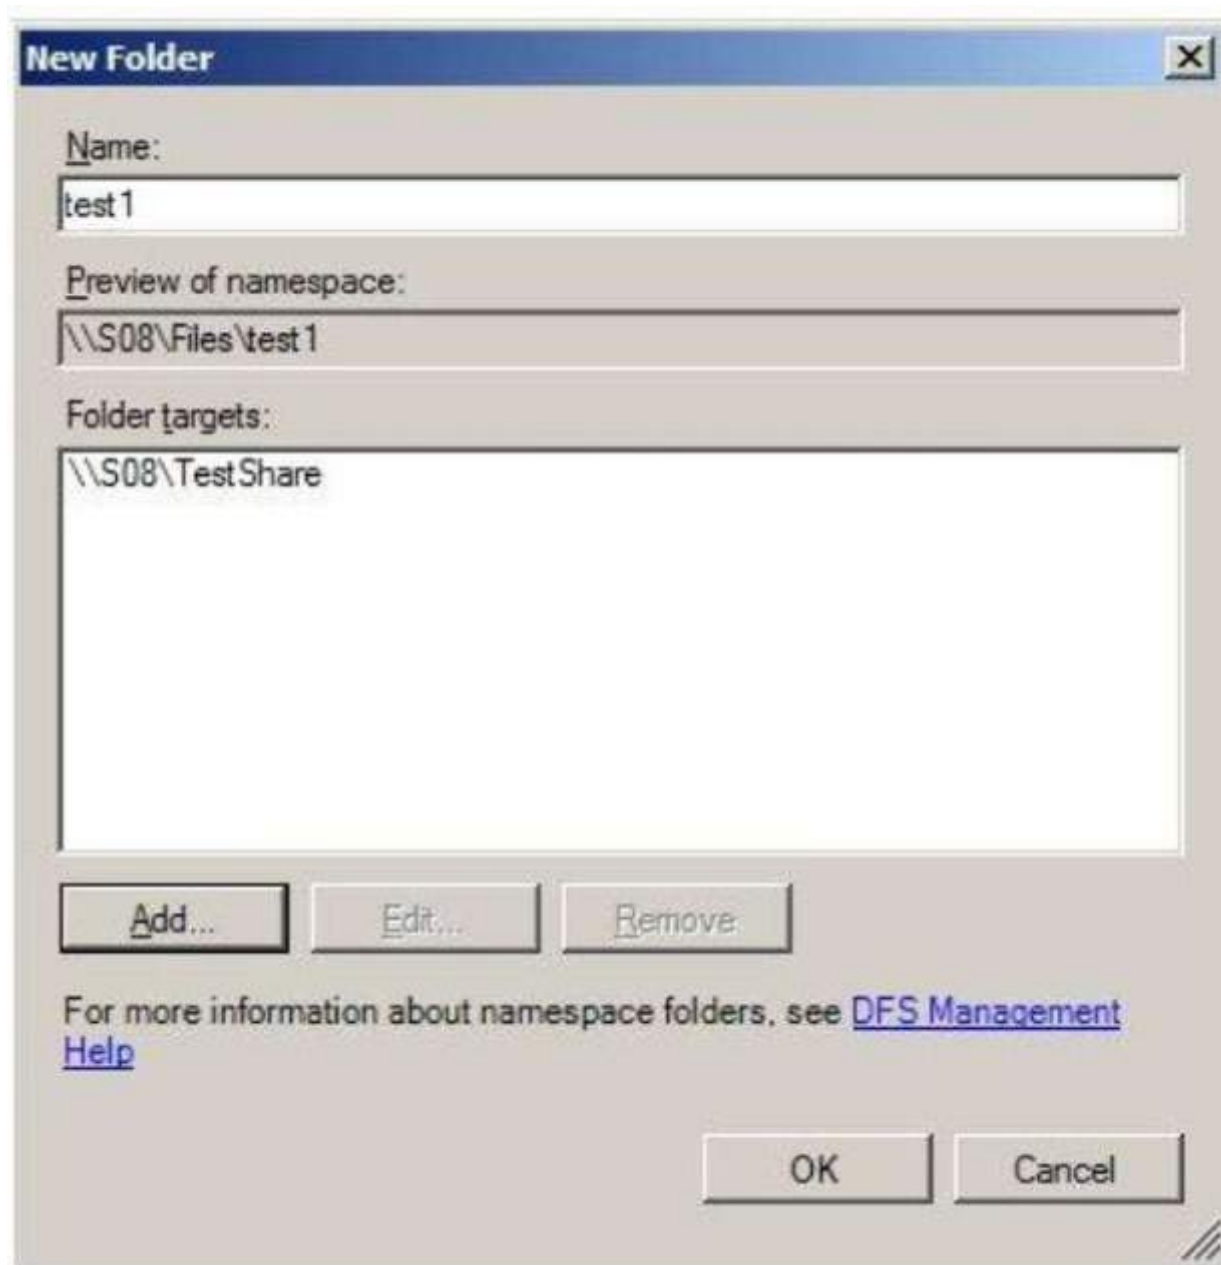 New Folder
Name:
test1
Preview of namespace:
\\S08\Files\test1
Folder targets:
\\S08\TestShare
Add... Edit... Remove
For more information about namespace folders, see DFS Management
Help
OK Cancel